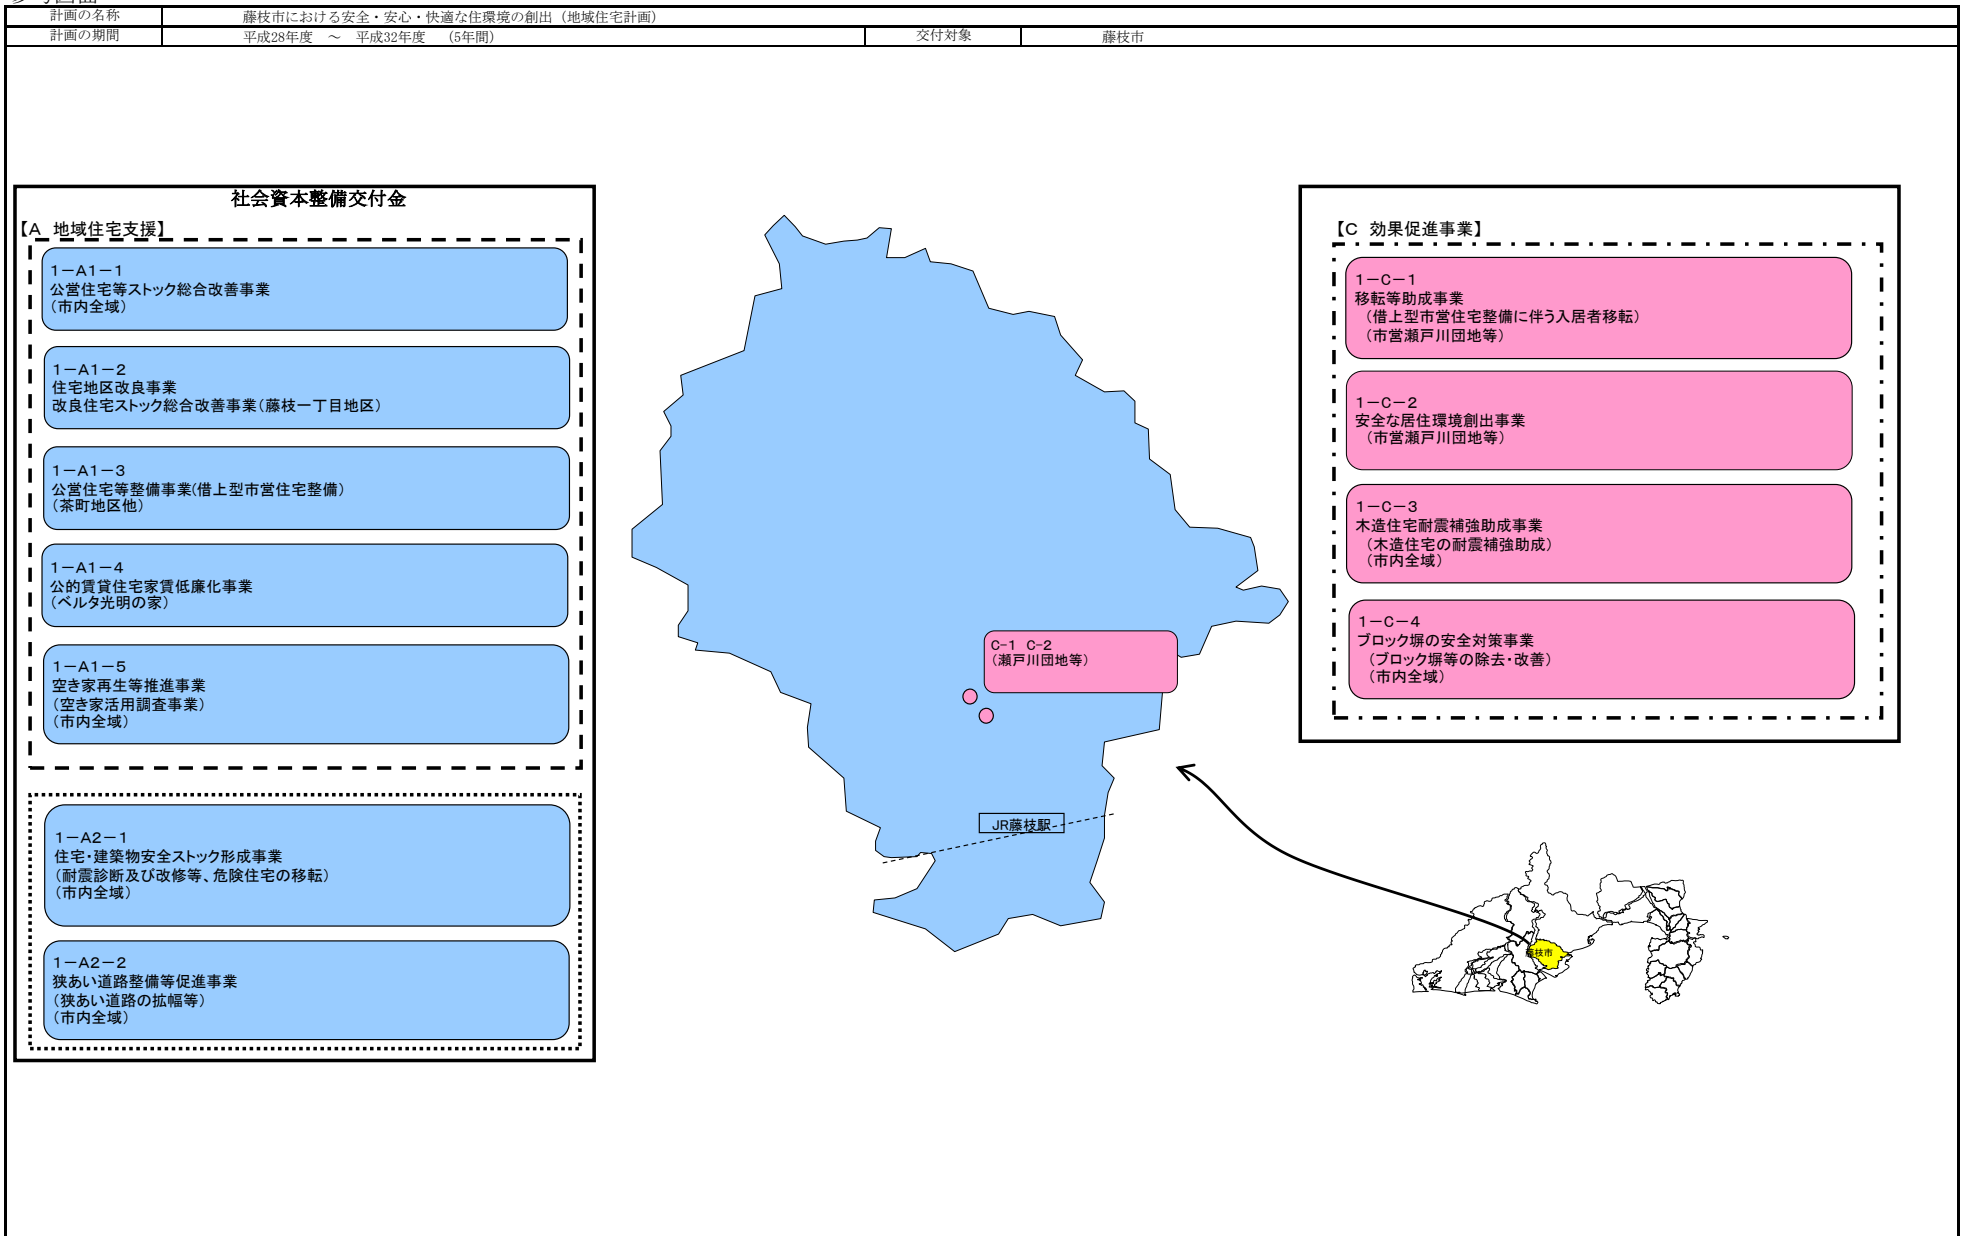 計画の名称 藤枝市における安全・安心・快適な住環境の創出（地域住宅計画）
計画の期間 平成28年度　～　平成32年度　（5年間） 交付対象 藤枝市
社会資本整備交付金
【A　地域住宅支援】
1－A1－1
公営住宅等ストック総合改善事業
（市内全域）
1－A1－2
住宅地区改良事業
改良住宅ストック総合改善事業（藤枝一丁目地区）
1－A1－3
公営住宅等整備事業(借上型市営住宅整備)
（茶町地区他）
1－A1－4
公的賃貸住宅家賃低廉化事業
（ベルタ光明の家）
1－A1－5
空き家再生等推進事業
（空き家活用調査事業）
（市内全域）
1－A2－1
住宅・建築物安全ストック形成事業
（耐震診断及び改修等、危険住宅の移転）
（市内全域）
1－A2－2
狭あい道路整備等促進事業
（狭あい道路の拡幅等）
（市内全域）
C-1　C-2
（瀬戸川団地等）
JR藤枝駅
【C　効果促進事業】
1－C－1
移転等助成事業
（借上型市営住宅整備に伴う入居者移転）
（市営瀬戸川団地等）
1－C－2
安全な居住環境創出事業
（市営瀬戸川団地等）
1－C－3
木造住宅耐震補強助成事業
（木造住宅の耐震補強助成）
（市内全域）
1－C－4
ブロック塀の安全対策事業
（ブロック塀等の除去・改善）
（市内全域）
藤枝市